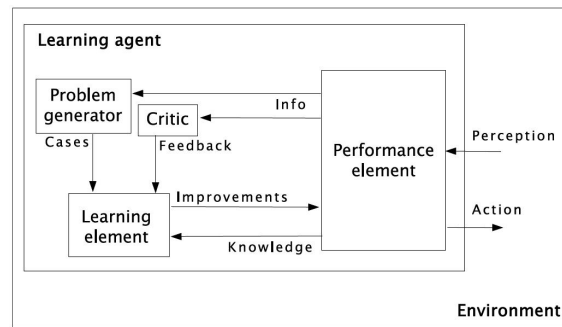 Learning agent
Problem
generator
Info
Critic
Cases
Feedback
Performance
element
Perception
Improvements
Learning
element
Action
Knowledge
Environment